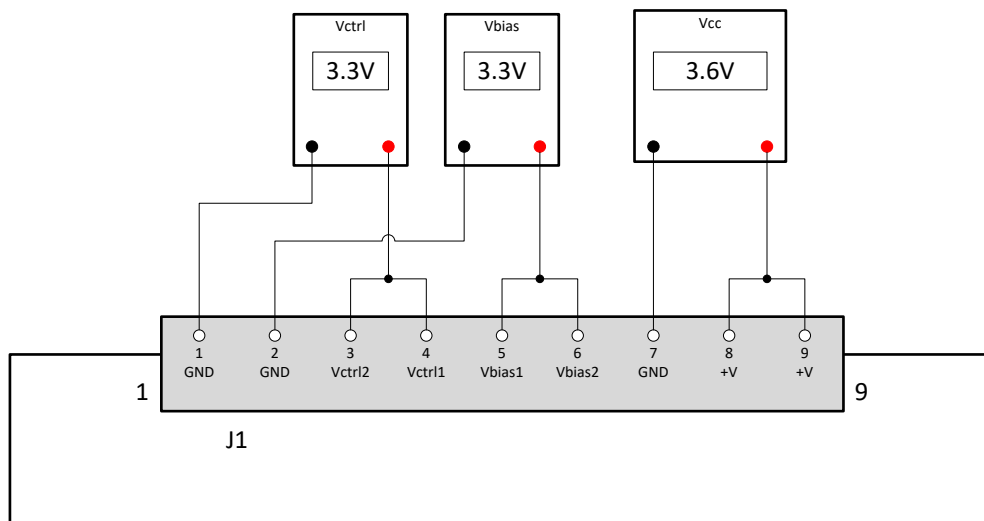 Vctrl
3.3V
Vbias
3.3V
Vcc
3.6V
1 2 3 4 5 6 7 8 9
GND GND Vctrl2 Vctrl1 Vbias1 Vbias2 GND +V +V
1
9
J1